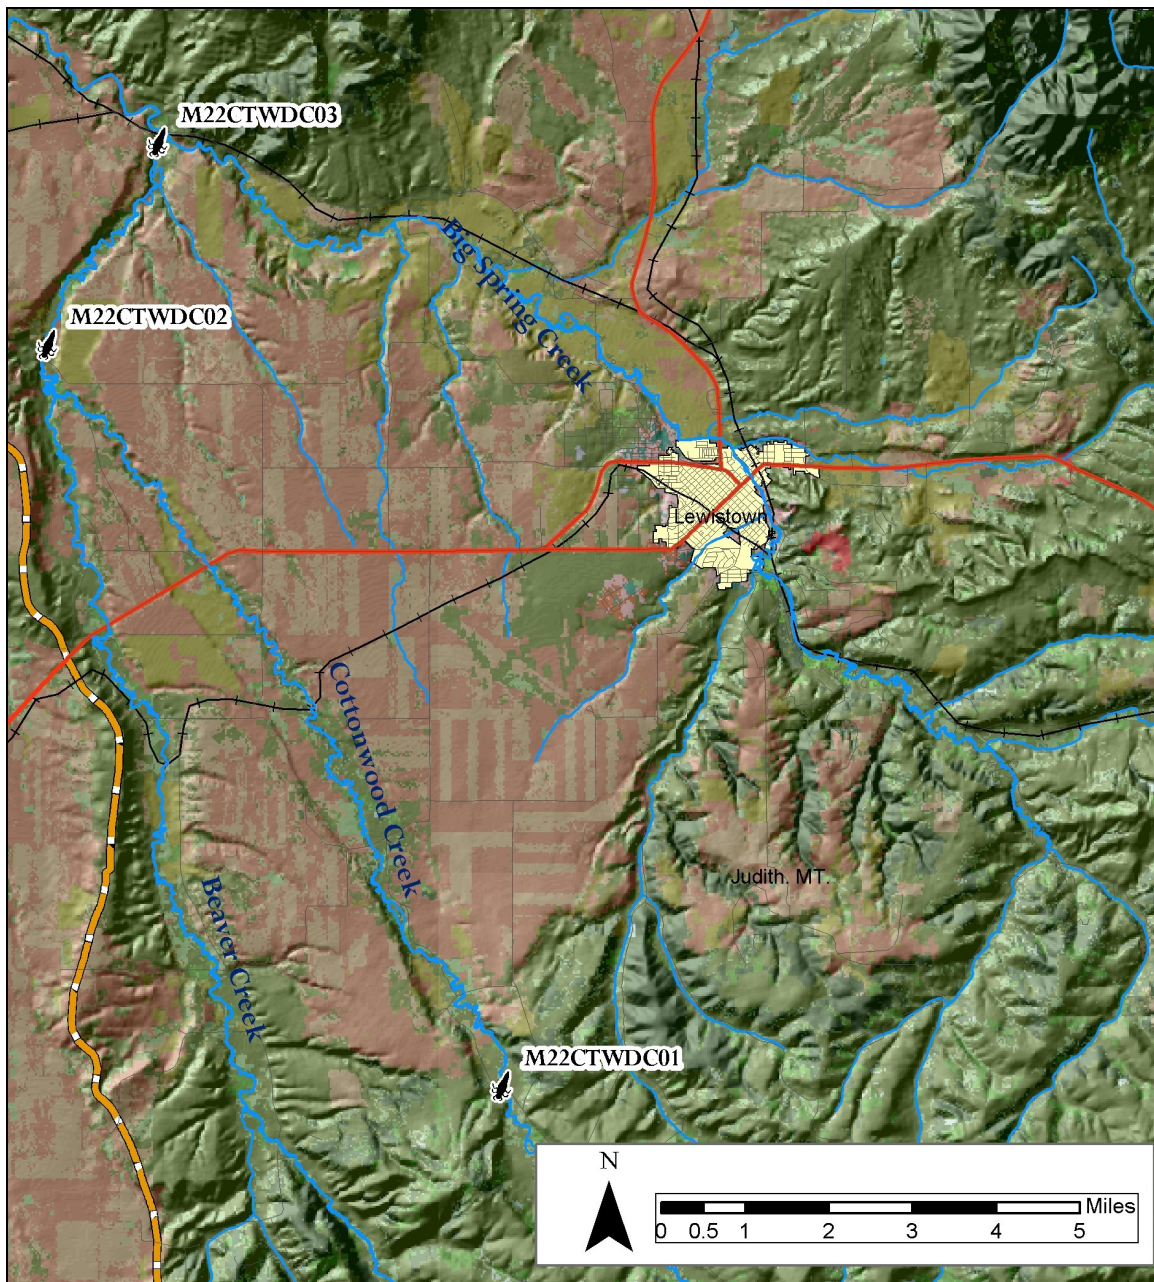 M22CTWDC03
Big Spring Creek
M22CTWDC02
Lewistown
Cottonwood Creek
Judith. MT.
Beaver Creek
M22CTWDC01
N
Miles
0 0.5 1 2 3 4 5